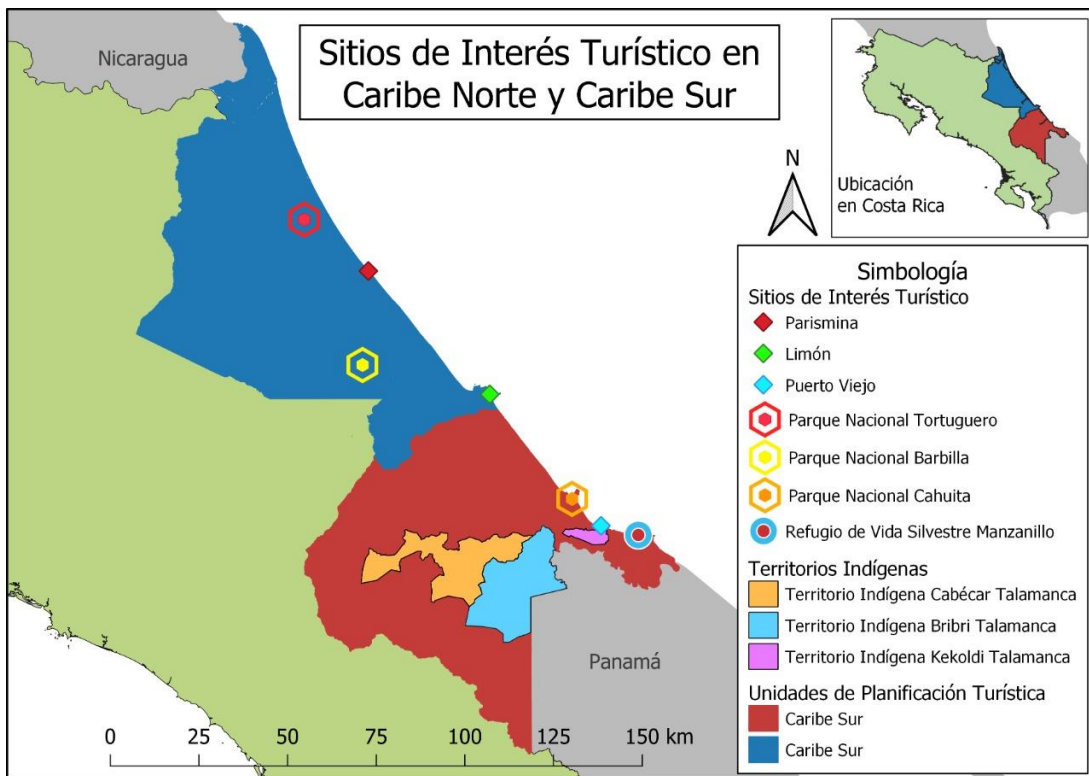 Nicaragua
Sitios de Interés Turístico en
Caribe Norte y Caribe Sur
N
Ubicación
en Costa Rica
Simbología
Sitios de Interés Turístico
Parismina
Limón
Puerto Viejo
Parque Nacional Tortuguero
Parque Nacional Barbilla
Parque Nacional Cahuita
Refugio de Vida Silvestre Manzanillo
Territorios Indígenas
Territorio Indígena Cabécar Talamanca
Territorio Indígena Bribri Talamanca
Territorio Indígena Kekoldi Talamanca
Unidades de Planificación Turística
Caribe Sur
Caribe Sur
Panamá
0 25 50 75 100 125 150 km